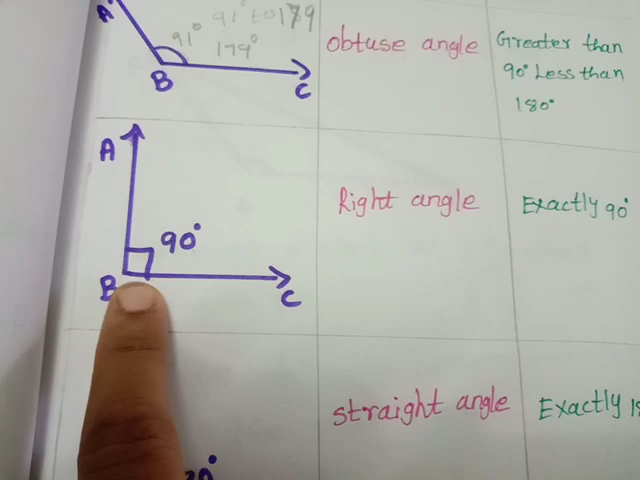 A
91° 91° to 179
179°
B
C
obtuse angle
Greater than
90° Less than
180°
A
90°
B
C
Right angle
Exactly 90°
straight angle
Exactly